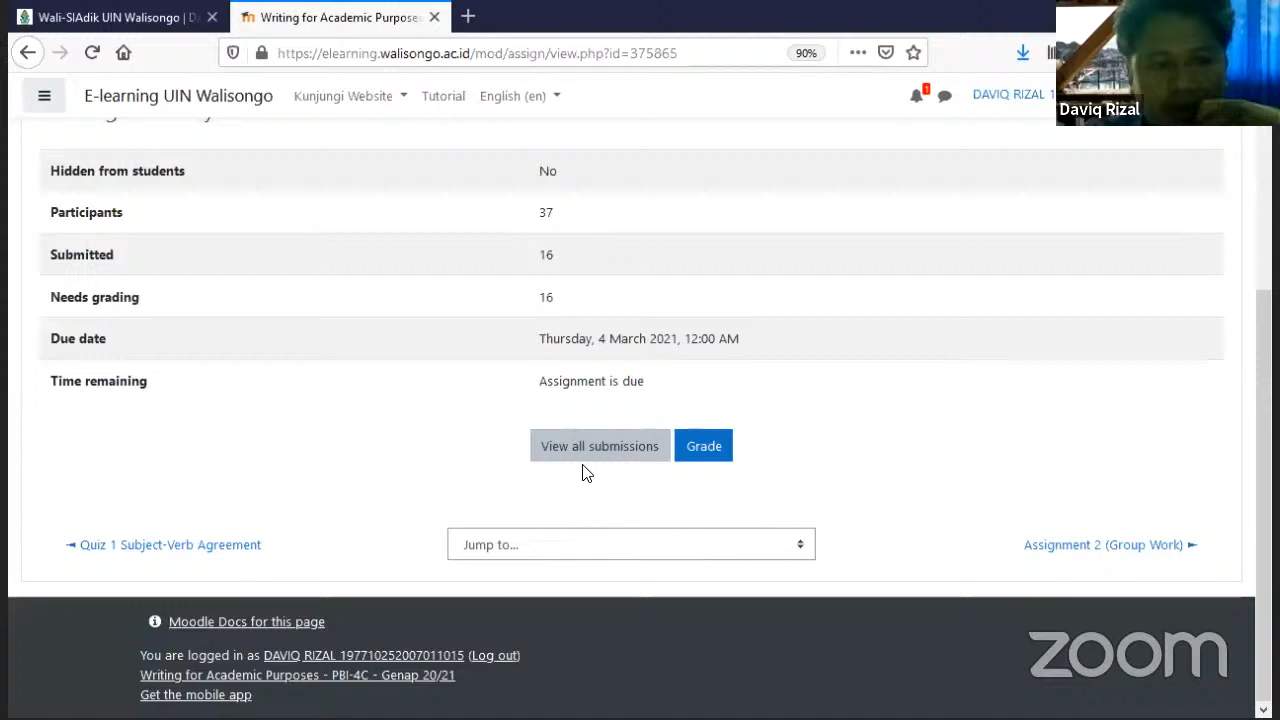 Wali-SIAdik UIN Walisongo | Da
Writing for Academic Purposes
https://elearning.walisongo.ac.id/mod/assign/view.php?id=375865
90%
E-learning UIN Walisongo
Kunjungi Website
Tutorial
English (en)
1
DAVIQ RIZAL 1
Daviq Rizal
Hidden from students No
Participants 37
Submitted 16
Needs grading 16
Due date Thursday, 4 March 2021, 12:00 AM
Time remaining Assignment is due
View all submissions
Grade
◄ Quiz 1 Subject-Verb Agreement
Jump to...
Assignment 2 (Group Work) ►
Moodle Docs for this page
You are logged in as DAVIQ RIZAL 197710252007011015 (Log out)
Writing for Academic Purposes - PBI-4C - Genap 20/21
Get the mobile app
zoom